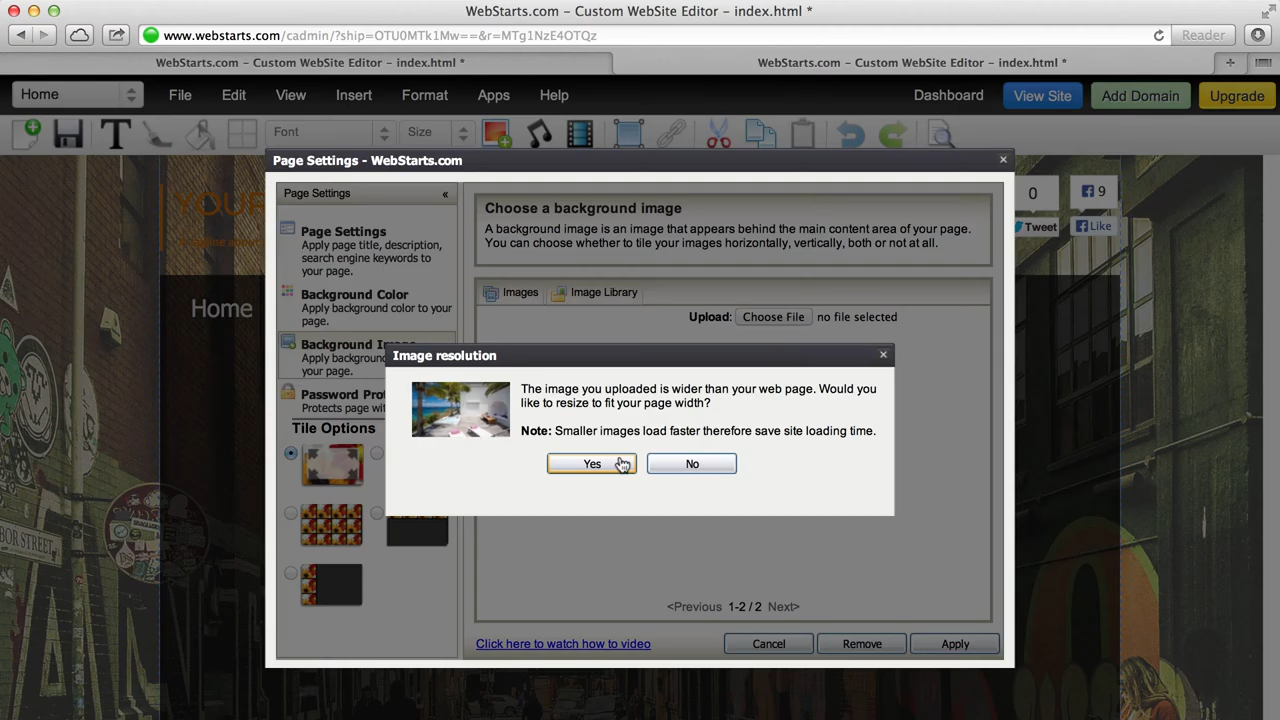 WebStarts.com – Custom WebSite Editor – index.html *
www.webstarts.com/cadmin/?ship=OTU0MTk1Mw==&r=MTg1NzE4OTQz
Reader
WebStarts.com – Custom WebSite Editor – index.html *
WebStarts.com – Custom WebSite Editor – index.html *
Home
File
Edit
View
Insert
Format
Apps
Help
Dashboard
View Site
Add Domain
Upgrade
Font
Size
Page Settings - WebStarts.com
YOUR
Home
0
9
Tweet
Like
Page Settings
«
Page Settings
Apply page title, description,
search engine keywords to
your page.
Background Color
Apply background color to your
page.
Background Im
Apply background
your page.
Password Pro
Protects page wit
Tile Options
Choose a background image
A background image is an image that appears behind the main content area of your page.
You can choose whether to tile your images horizontally, vertically, both or not at all.
Images
Image Library
Upload: Choose File no file selected
Image resolution
The image you uploaded is wider than your web page. Would you
like to resize to fit your page width?
Note: Smaller images load faster therefore save site loading time.
Yes
No
<Previous 1-2 / 2 Next>
Click here to watch how to video
Cancel
Remove
Apply
BOR STREET